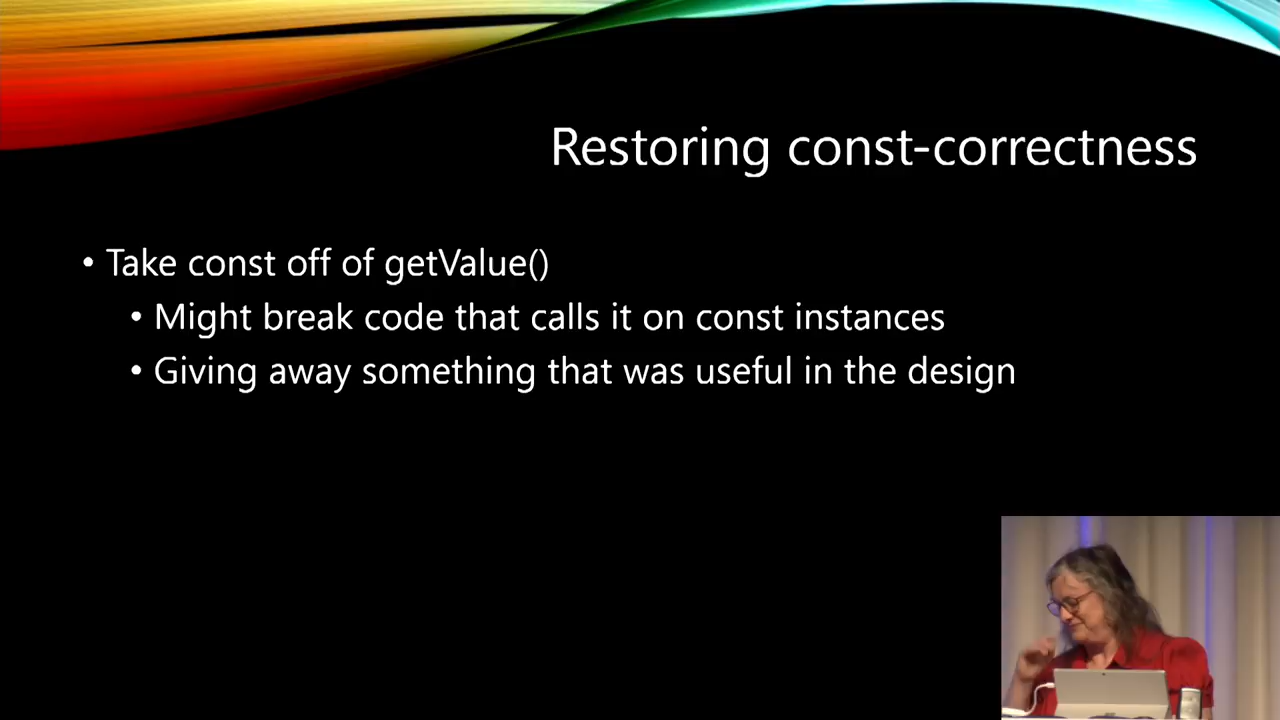 Restoring const-correctness
• Take const off of getValue()
• Might break code that calls it on const instances
• Giving away something that was useful in the design